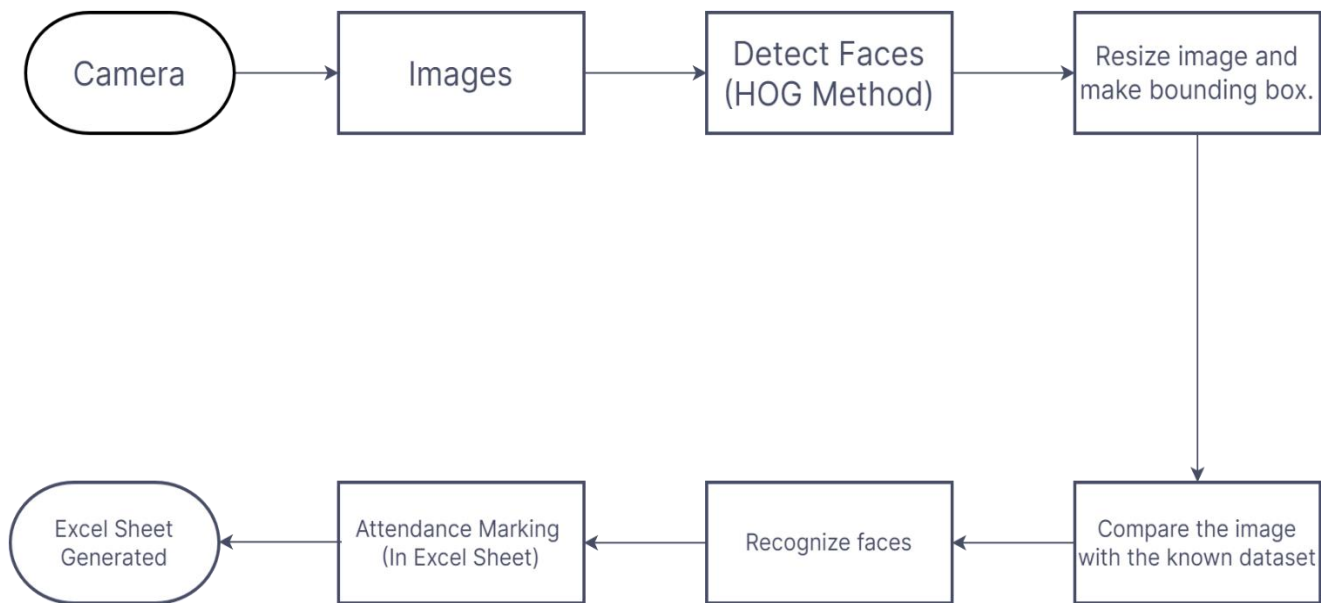 Camera
Images
Detect Faces
(HOG Method)
Resize image and
make bounding box.
Compare the image
with the known dataset
Recognize faces
Attendance Marking
(In Excel Sheet)
Excel Sheet
Generated